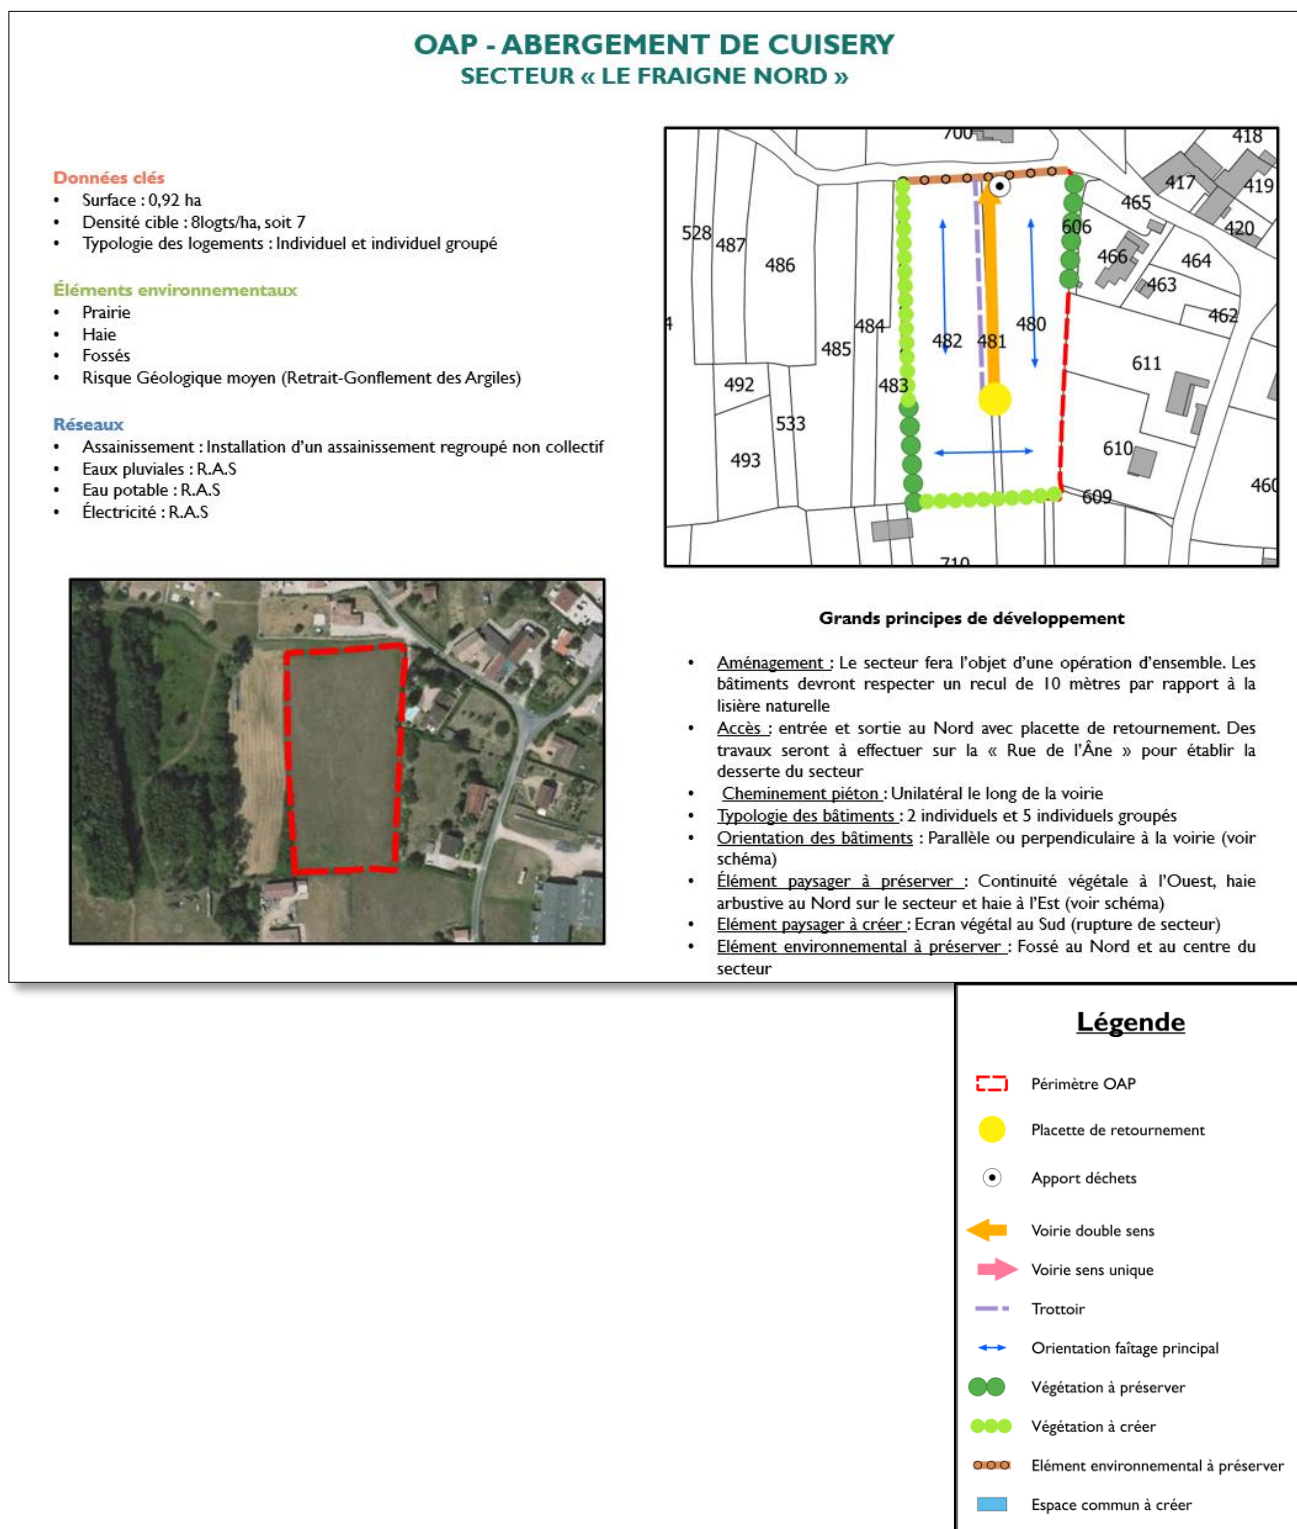 OAP - ABERGEMENT DE CUISERY
SECTEUR « LE FRAIGNE NORD »
Données clés
• Surface : 0,92 ha
• Densité cible : 8logts/ha, soit 7
• Typologie des logements : Individuel et individuel groupé
Éléments environnementaux
• Prairie
• Haie
• Fossés
• Risque Géologique moyen (Retrait-Gonflement des Argiles)
Réseaux
• Assainissement : Installation d'un assainissement regroupé non collectif
• Eaux pluviales : R.A.S
• Eau potable : R.A.S
• Électricité : R.A.S
700
418
417
419
465
528
487
606
420
486
466
464
463
462
484
480
482
481
485
611
492
483
533
493
610
460
609
710
Grands principes de développement
• Aménagement : Le secteur fera l'objet d'une opération d'ensemble. Les
bâtiments devront respecter un recul de 10 mètres par rapport à la
lisière naturelle
• Accès : entrée et sortie au Nord avec placette de retournement. Des
travaux seront à effectuer sur la « Rue de l'Âne » pour établir la
desserte du secteur
• Cheminement piéton : Unilatéral le long de la voirie
• Typologie des bâtiments : 2 individuels et 5 individuels groupés
• Orientation des bâtiments : Parallèle ou perpendiculaire à la voirie (voir
schéma)
• Élément paysager à préserver : Continuité végétale à l'Ouest, haie
arbustive au Nord sur le secteur et haie à l'Est (voir schéma)
• Elément paysager à créer : Ecran végétal au Sud (rupture de secteur)
• Elément environnemental à préserver : Fossé au Nord et au centre du
secteur
Légende
Périmètre OAP
Placette de retournement
Apport déchets
Voirie double sens
Voirie sens unique
Trottoir
Orientation faîtage principal
Végétation à préserver
Végétation à créer
Elément environnemental à préserver
Espace commun à créer